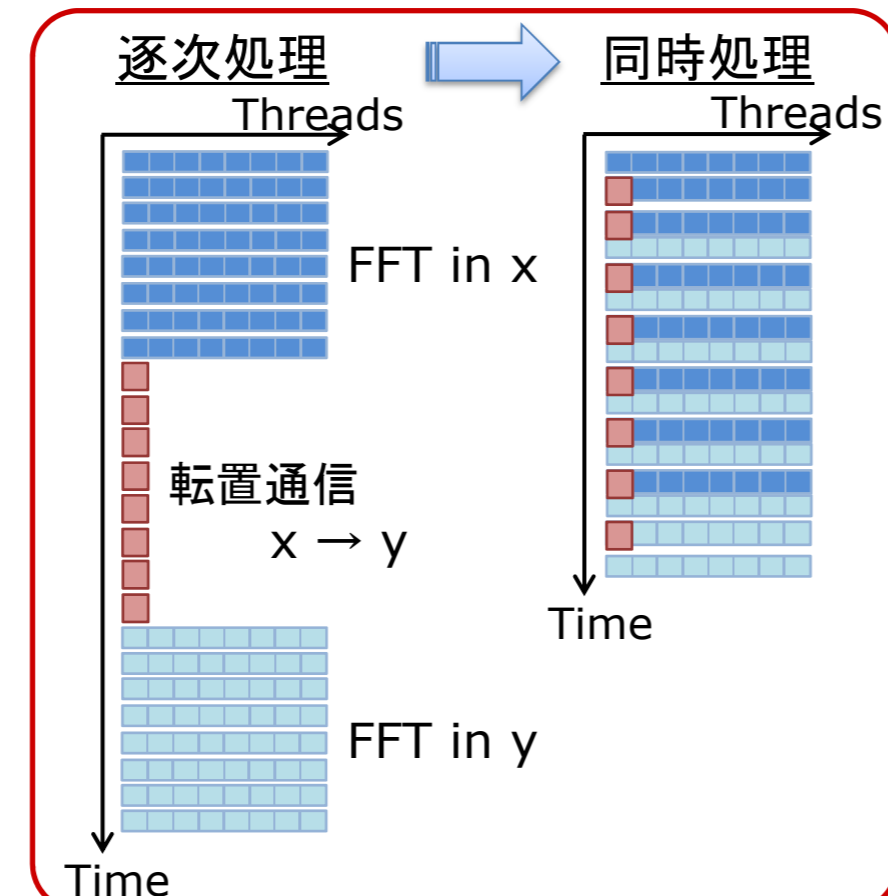 逐次処理
同時処理
Threads
Threads
FFT in x
転置通信
x → y
FFT in y
Time
Time